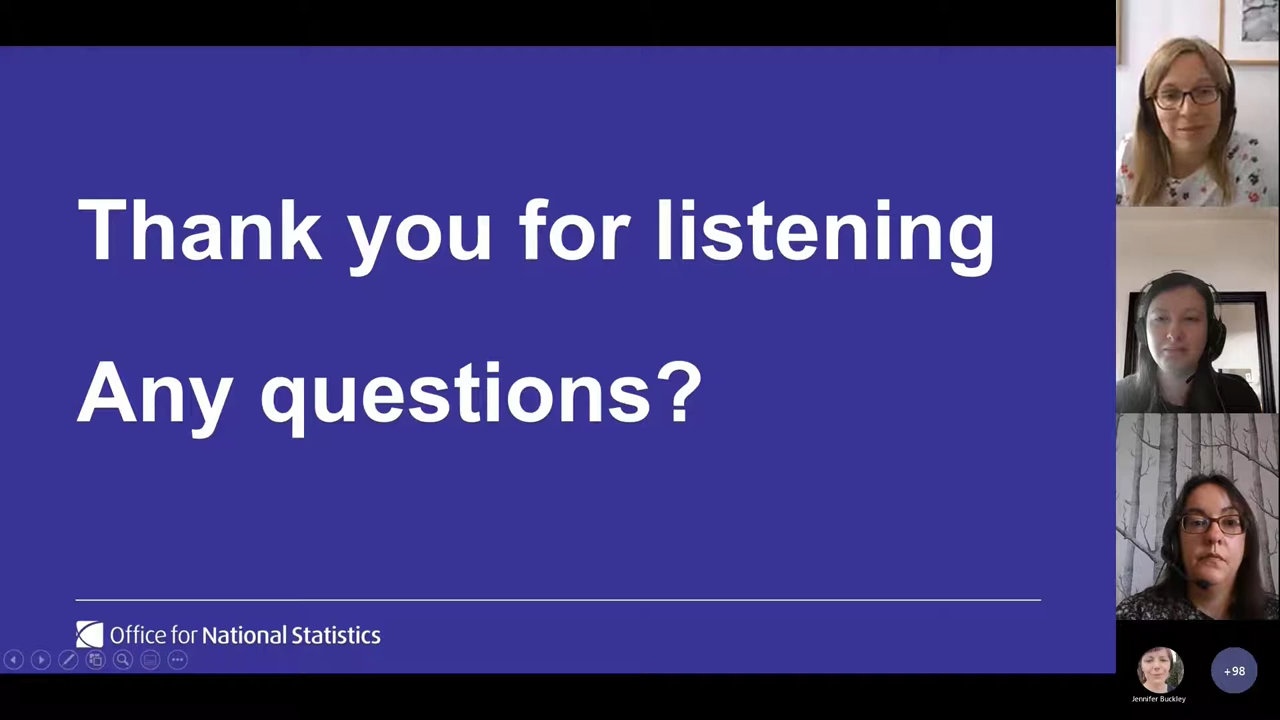 Thank you for listening
Any questions?
Office for National Statistics
Jennifer Buckley
+98